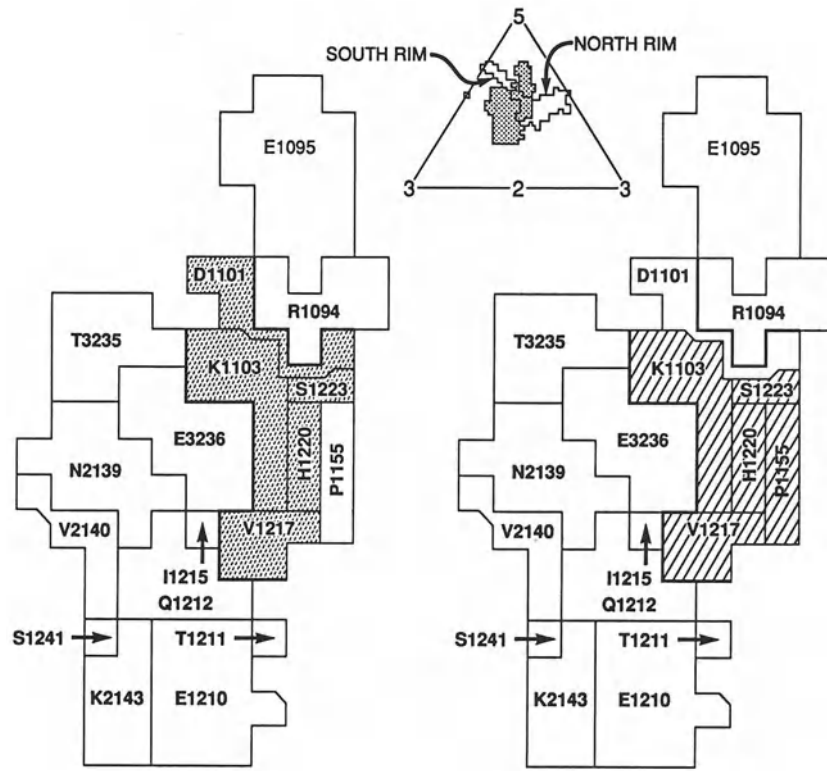 5
SOUTH RIM
NORTH RIM
3
2
3
E1095
D1101
R1094
T3235
K1103
S1223
E3236
H1220
P1155
N2139
V2140
V1217
I1215
Q1212
S1241
T1211
K2143
E1210
E1095
D1101
R1094
T3235
K1103
S1223
E3236
H1220
P1155
N2139
V2140
V1217
I1215
Q1212
S1241
T1211
K2143
E1210